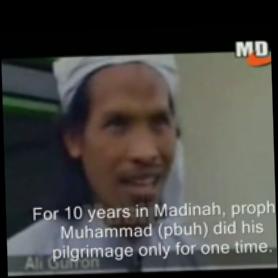 MD
For 10 years in Madinah, proph
Muhammad (pbuh) did his
pilgrimage only for one time.
Ali Gufron